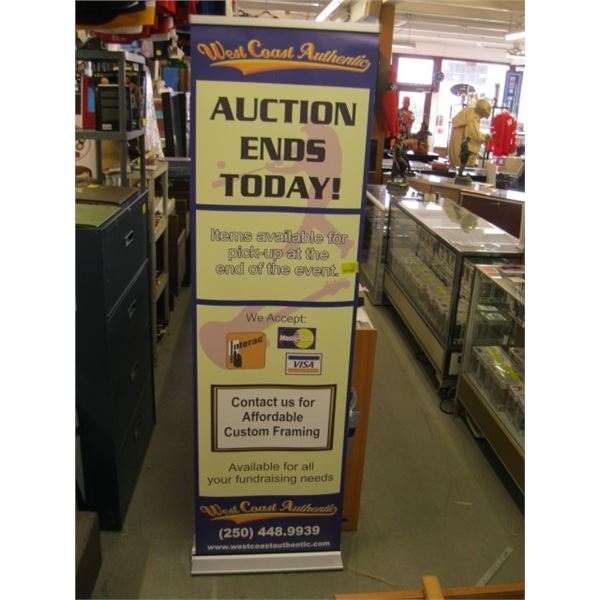 West Coast Authentic
AUCTION
ENDS
TODAY!
Items available for
pick-up at the
end of the event.
We Accept:
Interac
MasterCard
VISA
Contact us for
Affordable
Custom Framing
Available for all
your fundraising needs
West Coast Authentic
(250) 448.9939
www.westcoastauthentic.com